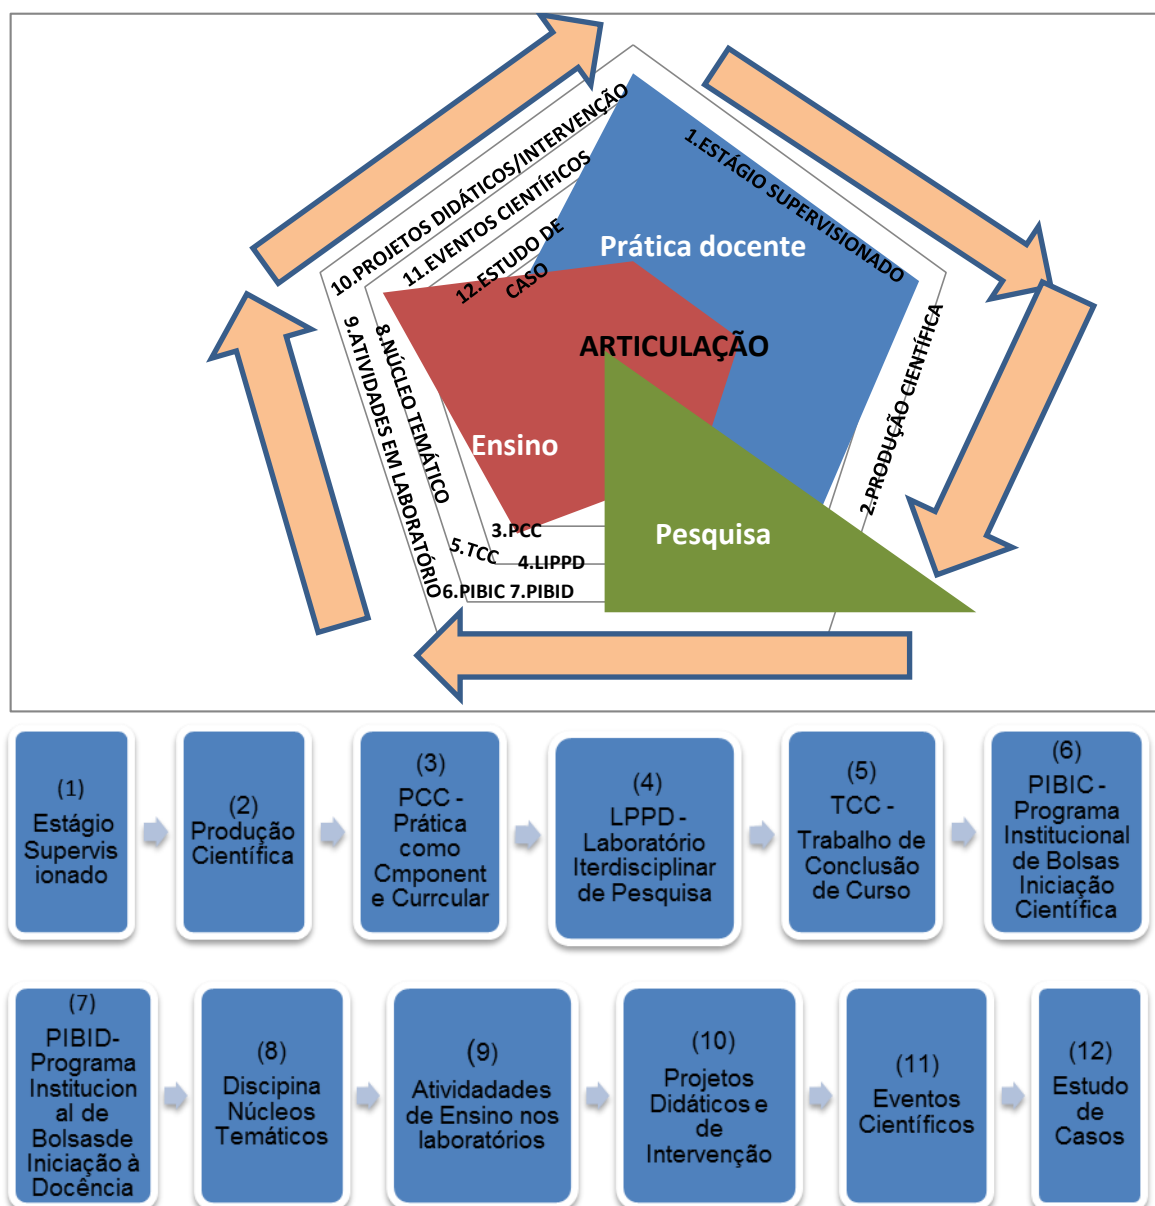 10.PROJETOS DIDÁTICOS/INTERVENÇÃO
11.EVENTOS CIENTÍFICOS
12.ESTUDO DE
CASO
1.ESTÁGIO SUPERVISIONADO
Prática docente
ARTICULAÇÃO
2.PRODUÇÃO CIENTÍFICA
9.ATIVIDADES EM LABORATÓRIO
8.NÚCLEO TEMÁTICO
Ensino
Pesquisa
3.PCC
5.TCC
4.LIPPD
6.PIBIC
7.PIBID
(1)
Estágio
Supervis
ionado
(2)
Produção
Científica
(3)
PCC -
Prática
como
Cmponent
e Currcular
(4)
LPPD -
Laboratório
Iterdisciplinar
de Pesquisa
(5)
TCC -
Trabalho de
Conclusão
de Curso
(6)
PIBIC -
Programa
Institucional
de Bolsas
Iniciação
Científica
(7)
PIBID-
Programa
Institucion
al de
Bolsasde
Iniciação à
Docência
(8)
Discipina
Núcleos
Temáticos
(9)
Atividadades
de Ensino nos
laboratórios
(10)
Projetos
Didáticos e
de
Intervenção
(11)
Eventos
Científicos
(12)
Estudo
de
Casos